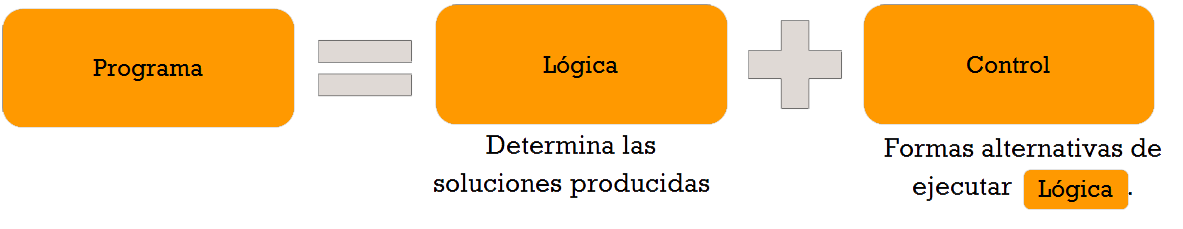 Programa
Lógica
Control
Determina las
soluciones producidas
Formas alternativas de
ejecutar Lógica.